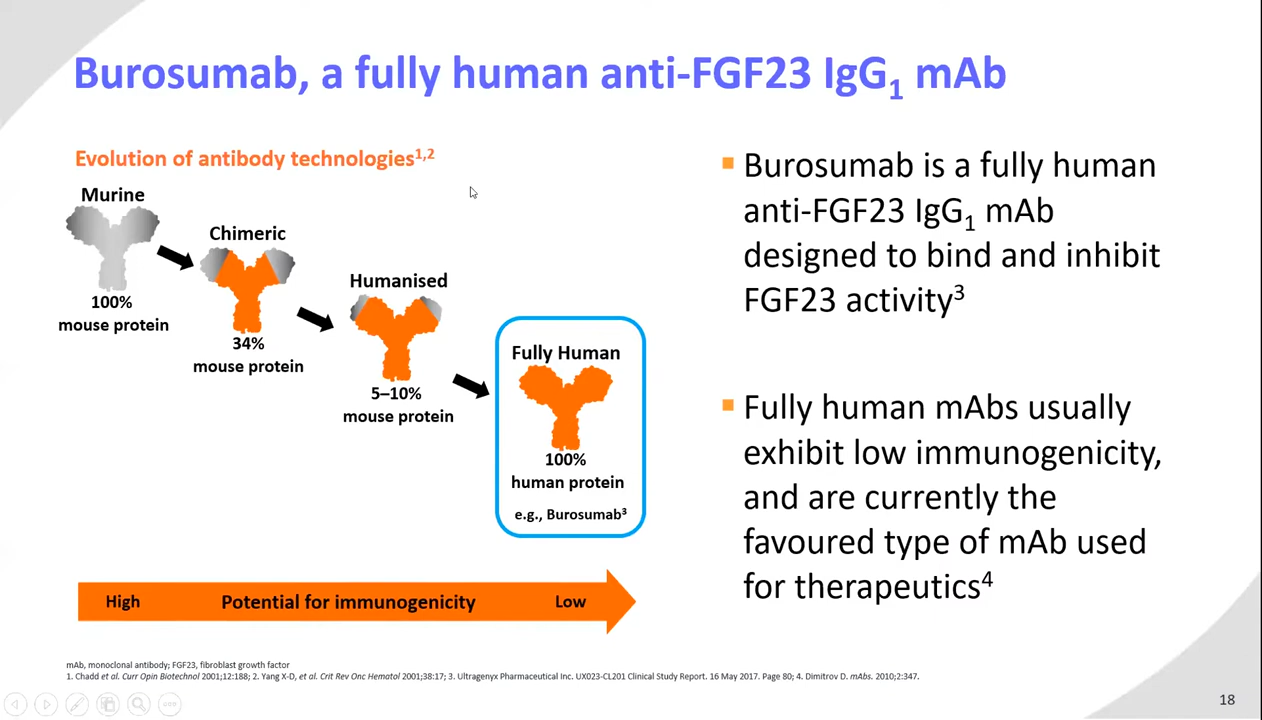 Burosumab, a fully human anti-FGF23 IgG1 mAb
Evolution of antibody technologies1,2
Murine
100%
mouse protein
Chimeric
34%
mouse protein
Humanised
5–10%
mouse protein
Fully Human
100%
human protein
e.g., Burosumab3
High
Potential for immunogenicity
Low
Burosumab is a fully human
anti-FGF23 IgG1 mAb
designed to bind and inhibit
FGF23 activity3
Fully human mAbs usually
exhibit low immunogenicity,
and are currently the
favoured type of mAb used
for therapeutics4
mAb, monoclonal antibody; FGF23, fibroblast growth factor
1. Chadd et al. Curr Opin Biotechnol 2001;12:188; 2. Yang X-D, et al. Crit Rev Onc Hematol 2001;38:17; 3. Ultragenyx Pharmaceutical Inc. UX023-CL201 Clinical Study Report. 16 May 2017. Page 80; 4. Dimitrov D. mAbs. 2010;2:347.
18